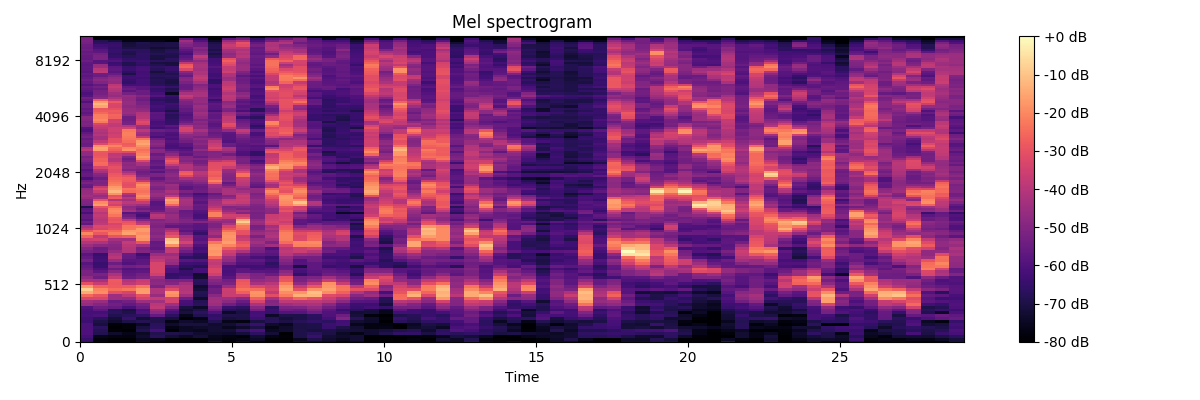 Mel spectrogram
8192
4096
2048
1024
512
0
Hz
0 5 10 15 20 25
Time
+0 dB
-10 dB
-20 dB
-30 dB
-40 dB
-50 dB
-60 dB
-70 dB
-80 dB